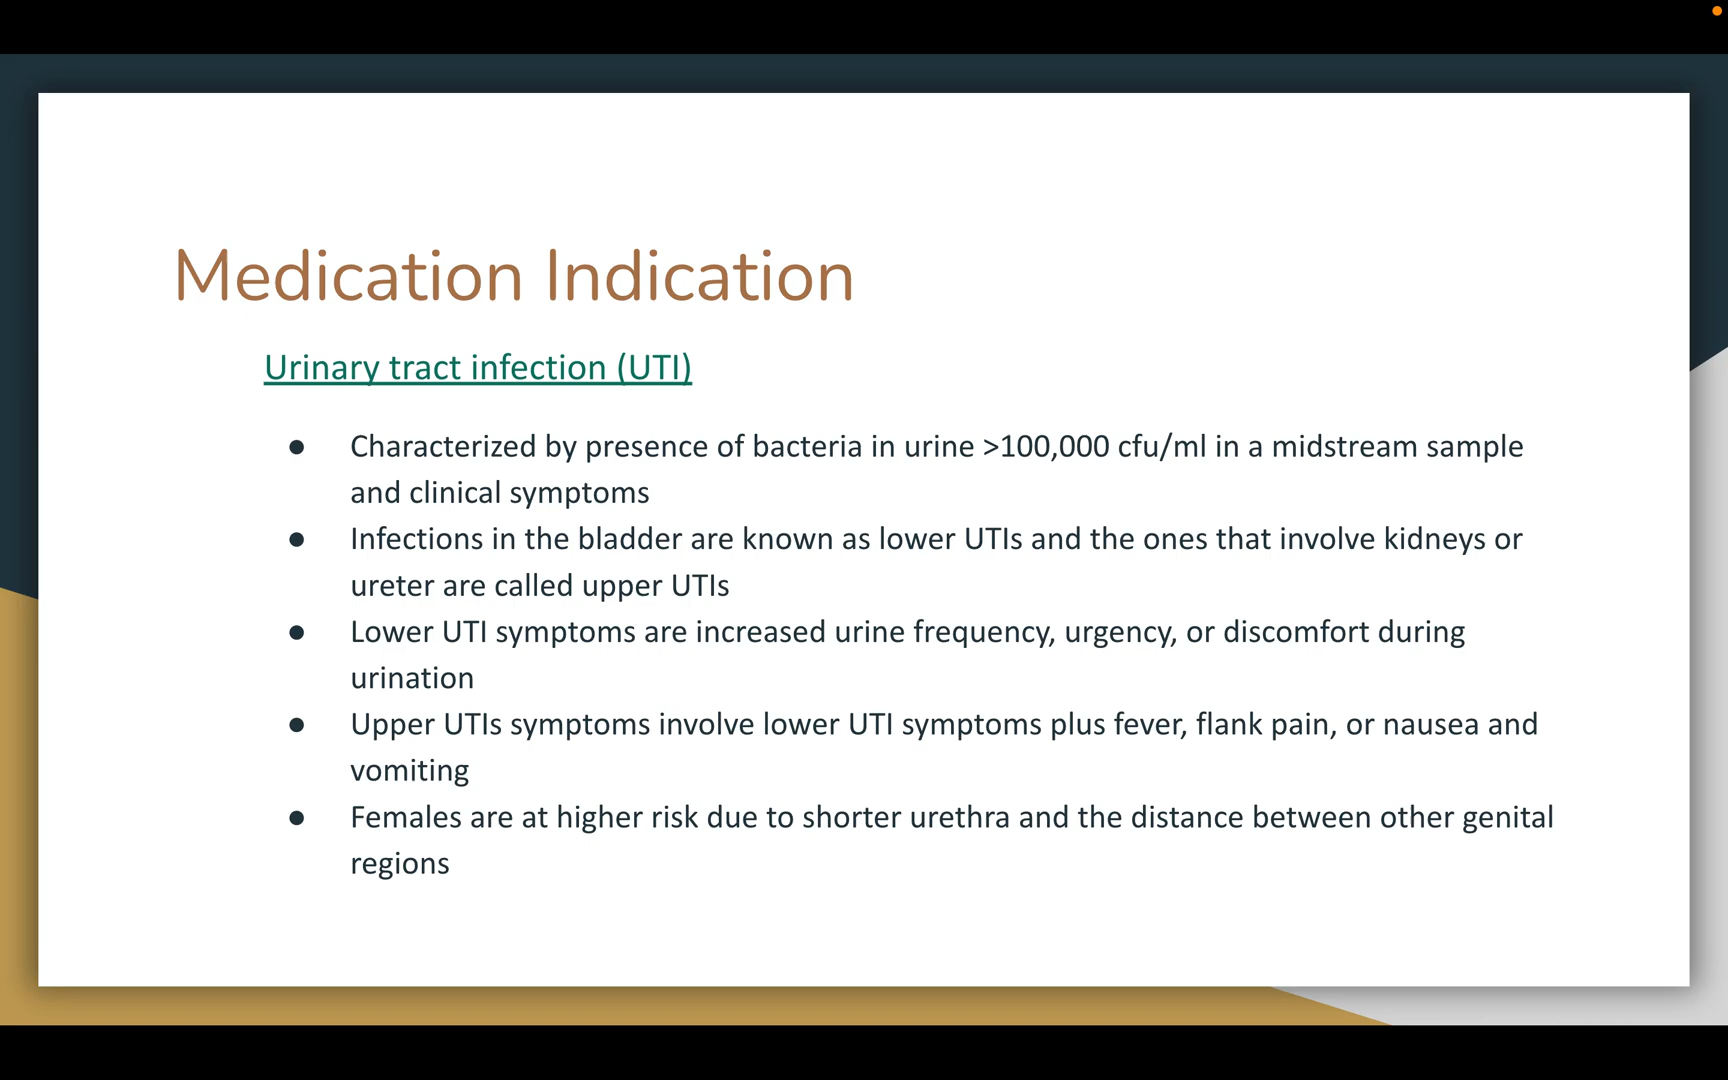 Medication Indication
Urinary tract infection (UTI)
● Characterized by presence of bacteria in urine >100,000 cfu/ml in a midstream sample
and clinical symptoms
● Infections in the bladder are known as lower UTIs and the ones that involve kidneys or
ureter are called upper UTIs
● Lower UTI symptoms are increased urine frequency, urgency, or discomfort during
urination
● Upper UTIs symptoms involve lower UTI symptoms plus fever, flank pain, or nausea and
vomiting
● Females are at higher risk due to shorter urethra and the distance between other genital
regions